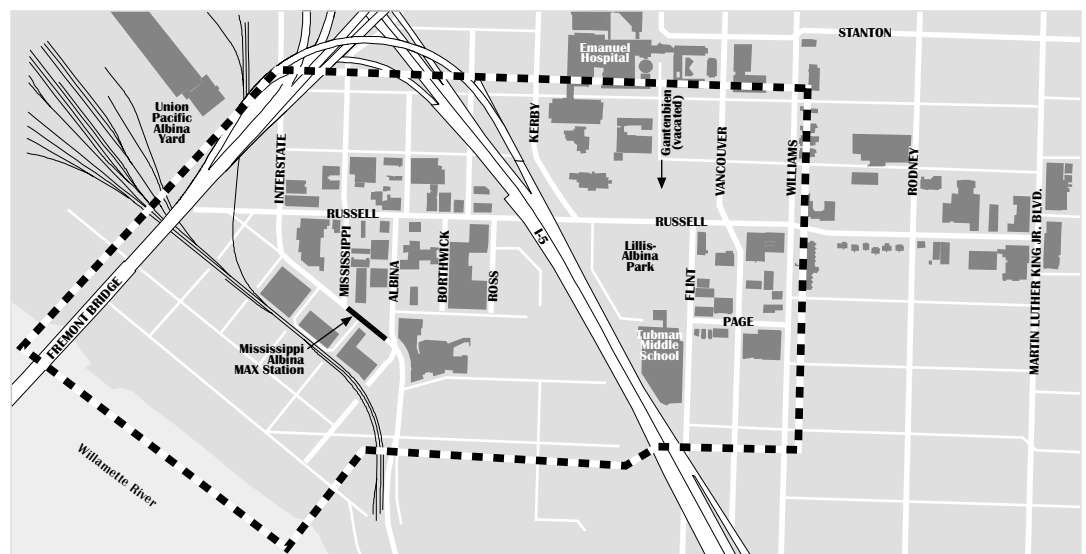 STANTON
Emanuel
Hospital
Union
Pacific
Albina
Yard
KERBY
Gantenbien
(vacated)
INTERSTATE
VANCOUVER
WILLIAMS
RODNEY
RUSSELL
RUSSELL
I-5
Lillis-
Albina
Park
MISSISSIPPI
ALBINA
BORTHWICK
ROSS
FLINT
MARTIN LUTHER KING JR. BLVD.
FREMONT BRIDGE
PAGE
Tubman
Middle
School
Mississippi
Albina
MAX Station
Willamette River